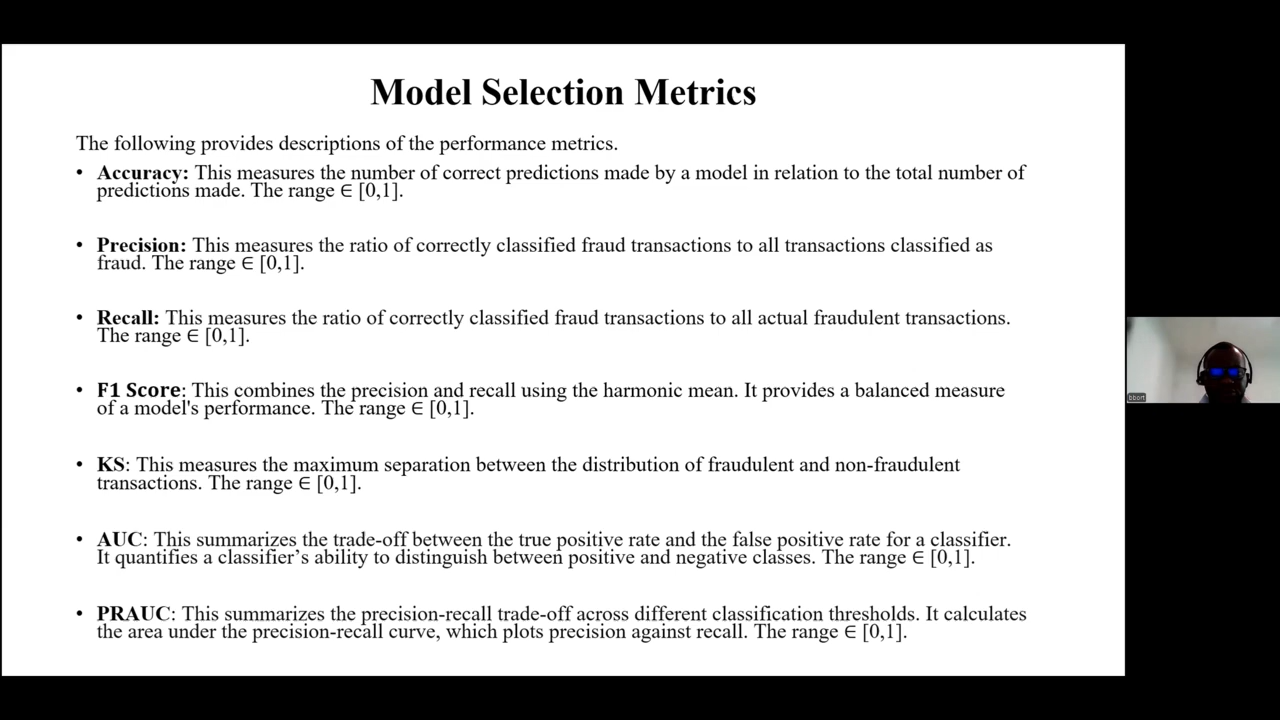 Model Selection Metrics
The following provides descriptions of the performance metrics.
• Accuracy: This measures the number of correct predictions made by a model in relation to the total number of
predictions made. The range ∈ [0,1].
• Precision: This measures the ratio of correctly classified fraud transactions to all transactions classified as
fraud. The range ∈ [0,1].
• Recall: This measures the ratio of correctly classified fraud transactions to all actual fraudulent transactions.
The range ∈ [0,1].
• F1 Score: This combines the precision and recall using the harmonic mean. It provides a balanced measure
of a model's performance. The range ∈ [0,1].
• KS: This measures the maximum separation between the distribution of fraudulent and non-fraudulent
transactions. The range ∈ [0,1].
• AUC: This summarizes the trade-off between the true positive rate and the false positive rate for a classifier.
It quantifies a classifier’s ability to distinguish between positive and negative classes. The range ∈ [0,1].
• PRAUC: This summarizes the precision-recall trade-off across different classification thresholds. It calculates
the area under the precision-recall curve, which plots precision against recall. The range ∈ [0,1].
bbort